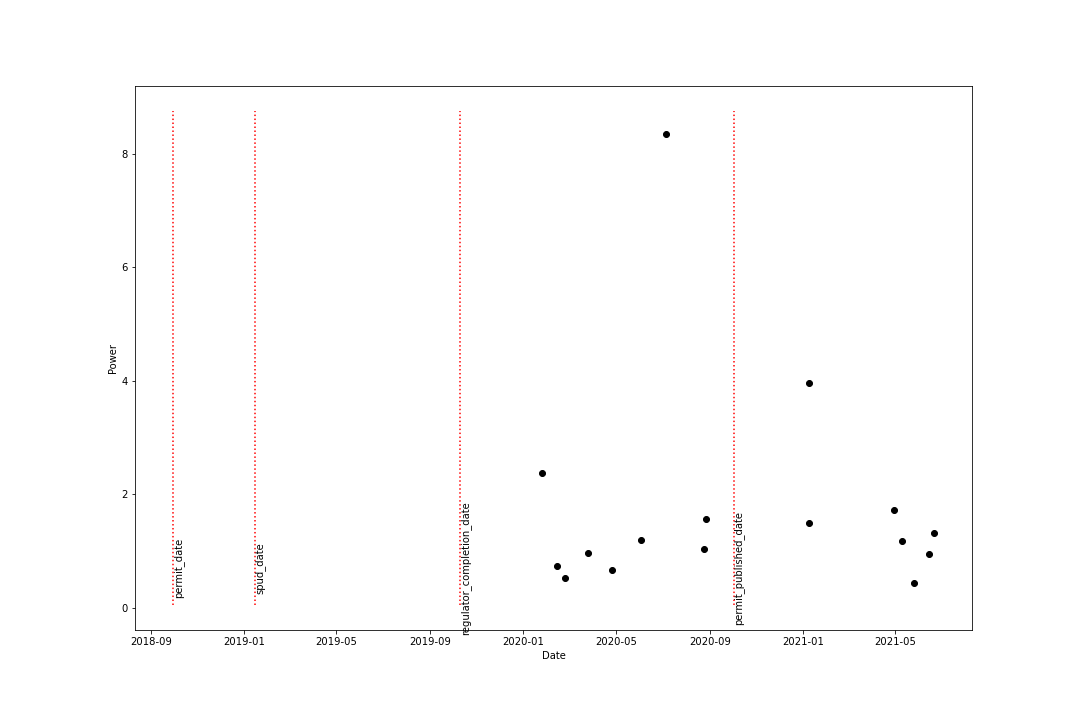 8
6
4
2
0
Power
permit_date
spud_date
regulator_completion_date
permit_published_date
2018-09 2019-01 2019-05 2019-09 2020-01 2020-05 2020-09 2021-01 2021-05
Date